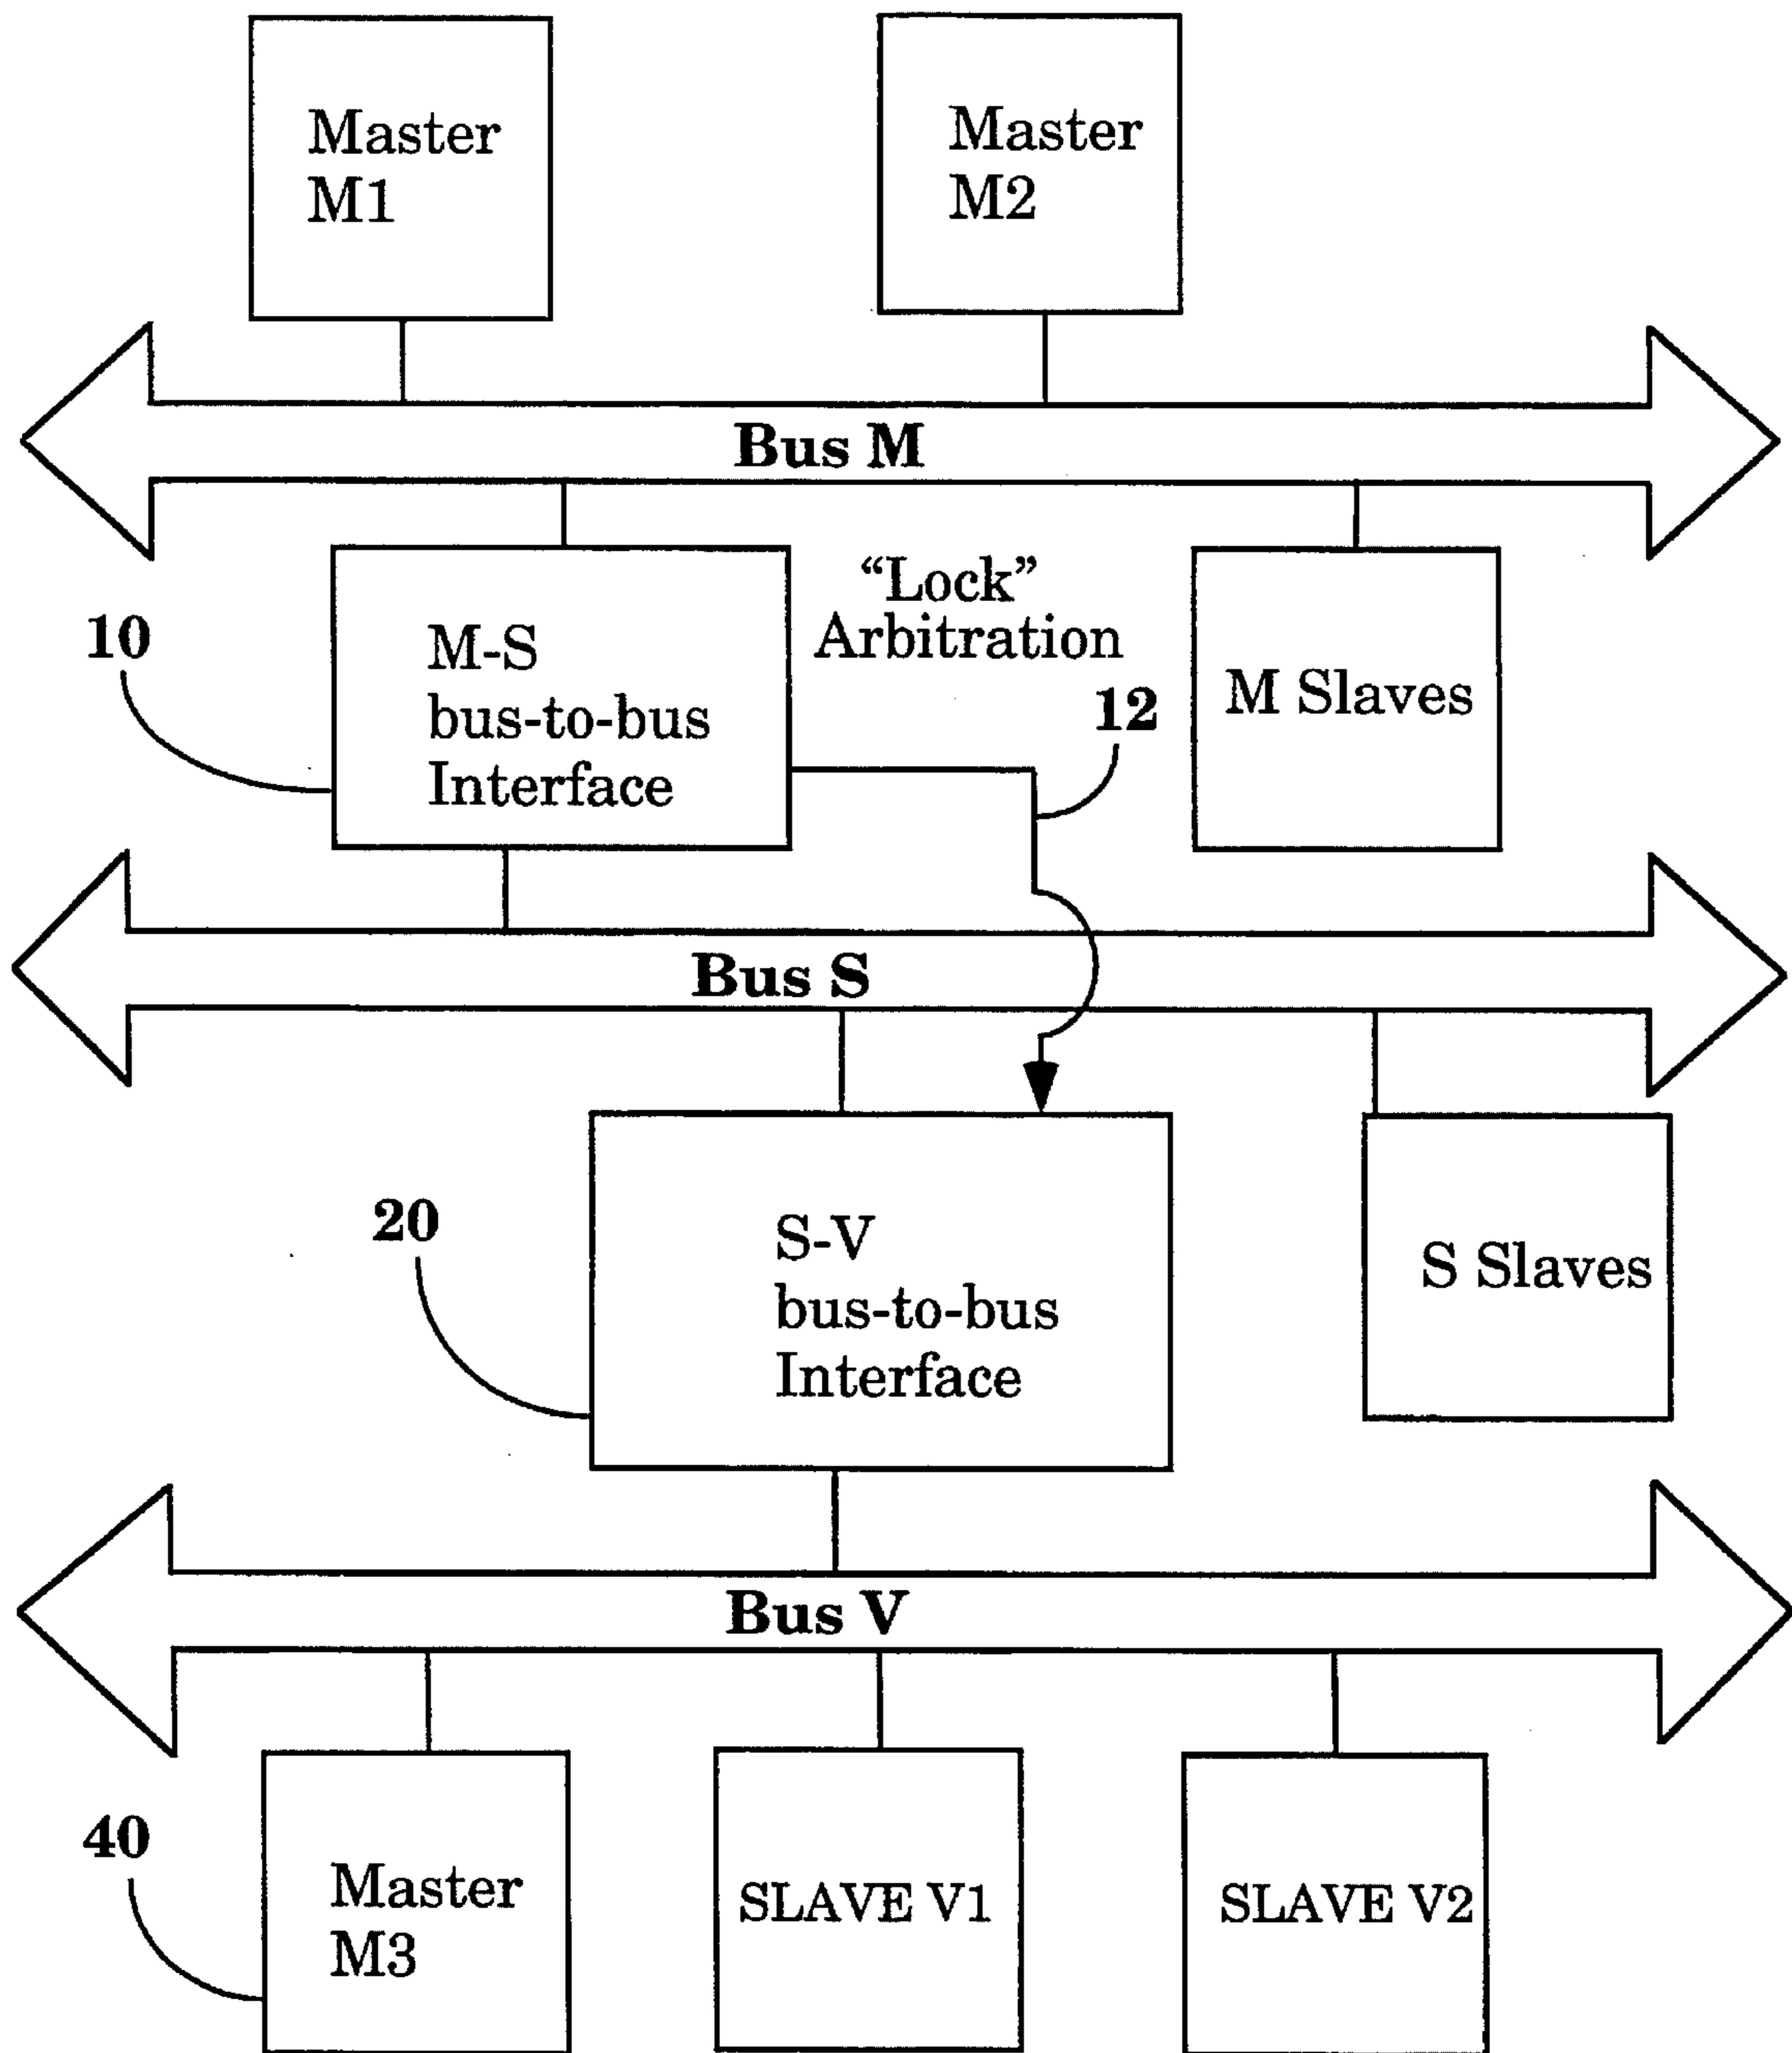 Master
M1
Master
M2
Bus M
"Lock"
Arbitration
10
M-S
bus-to-bus
Interface
12
M Slaves
Bus S
20
S-V
bus-to-bus
Interface
S Slaves
Bus V
40
Master
M3
SLAVE V1
SLAVE V2